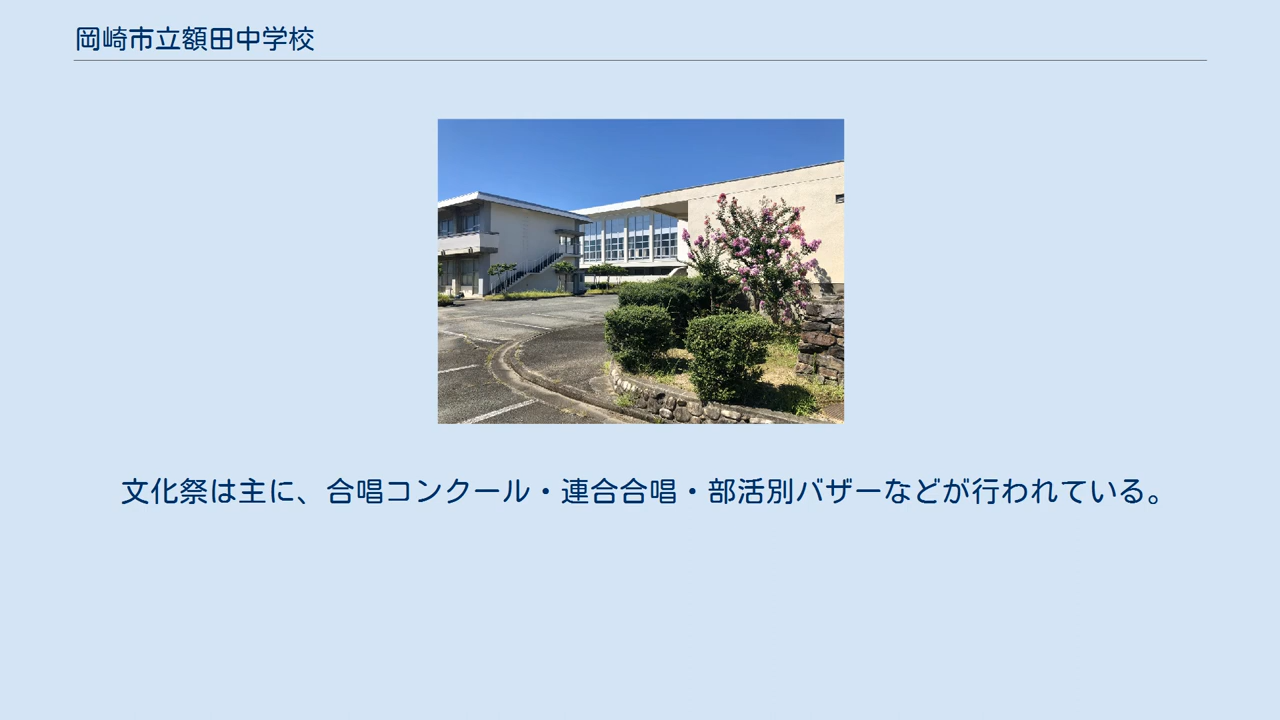 岡崎市立額田中学校
文化祭は主に、合唱コンクール・連合合唱・部活別バザーなどが行われている。